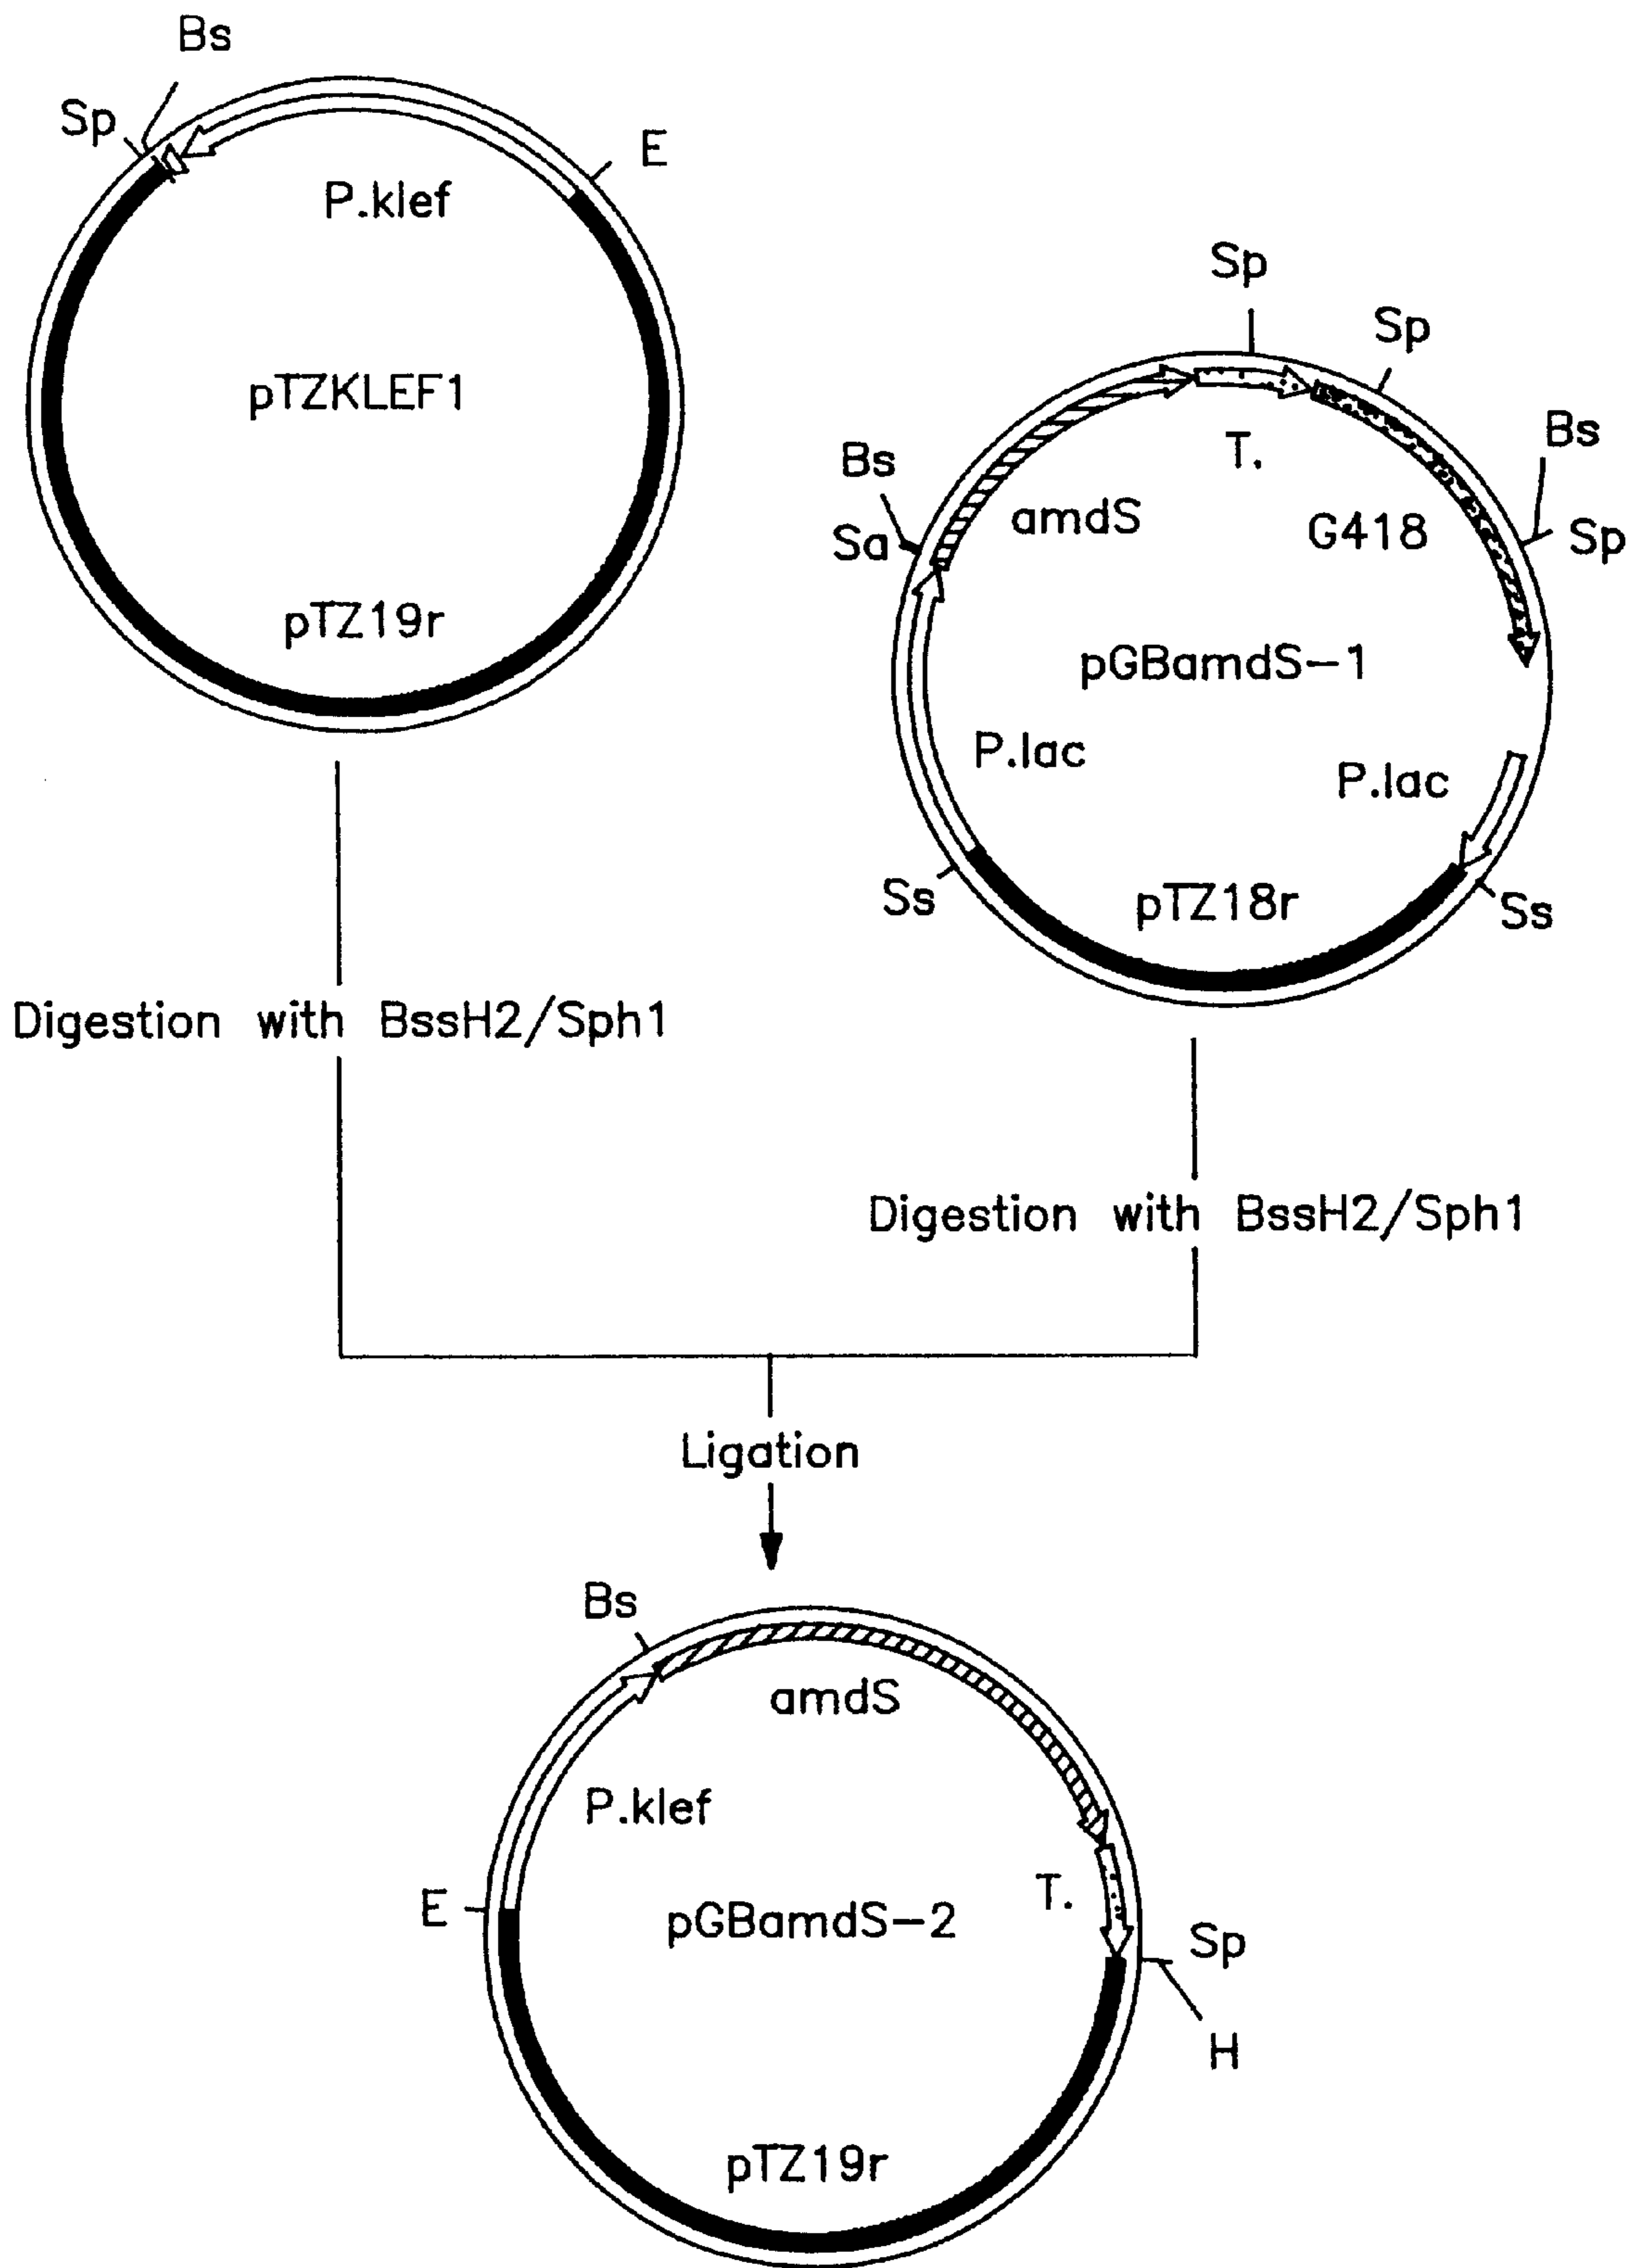 Bs
Sp
E
P.klef
pTZKLEF1
pTZ19r
Sp
Sp
Bs
Bs
T.
Sa
amdS
G418
Sp
pGBamdS-1
P.lac
P.lac
Ss
pTZ18r
Ss
Digestion with BssH2/Sph1
Digestion with BssH2/Sph1
Ligation
Bs
amdS
P.klef
E
T.
pGBamdS-2
Sp
H
pTZ19r